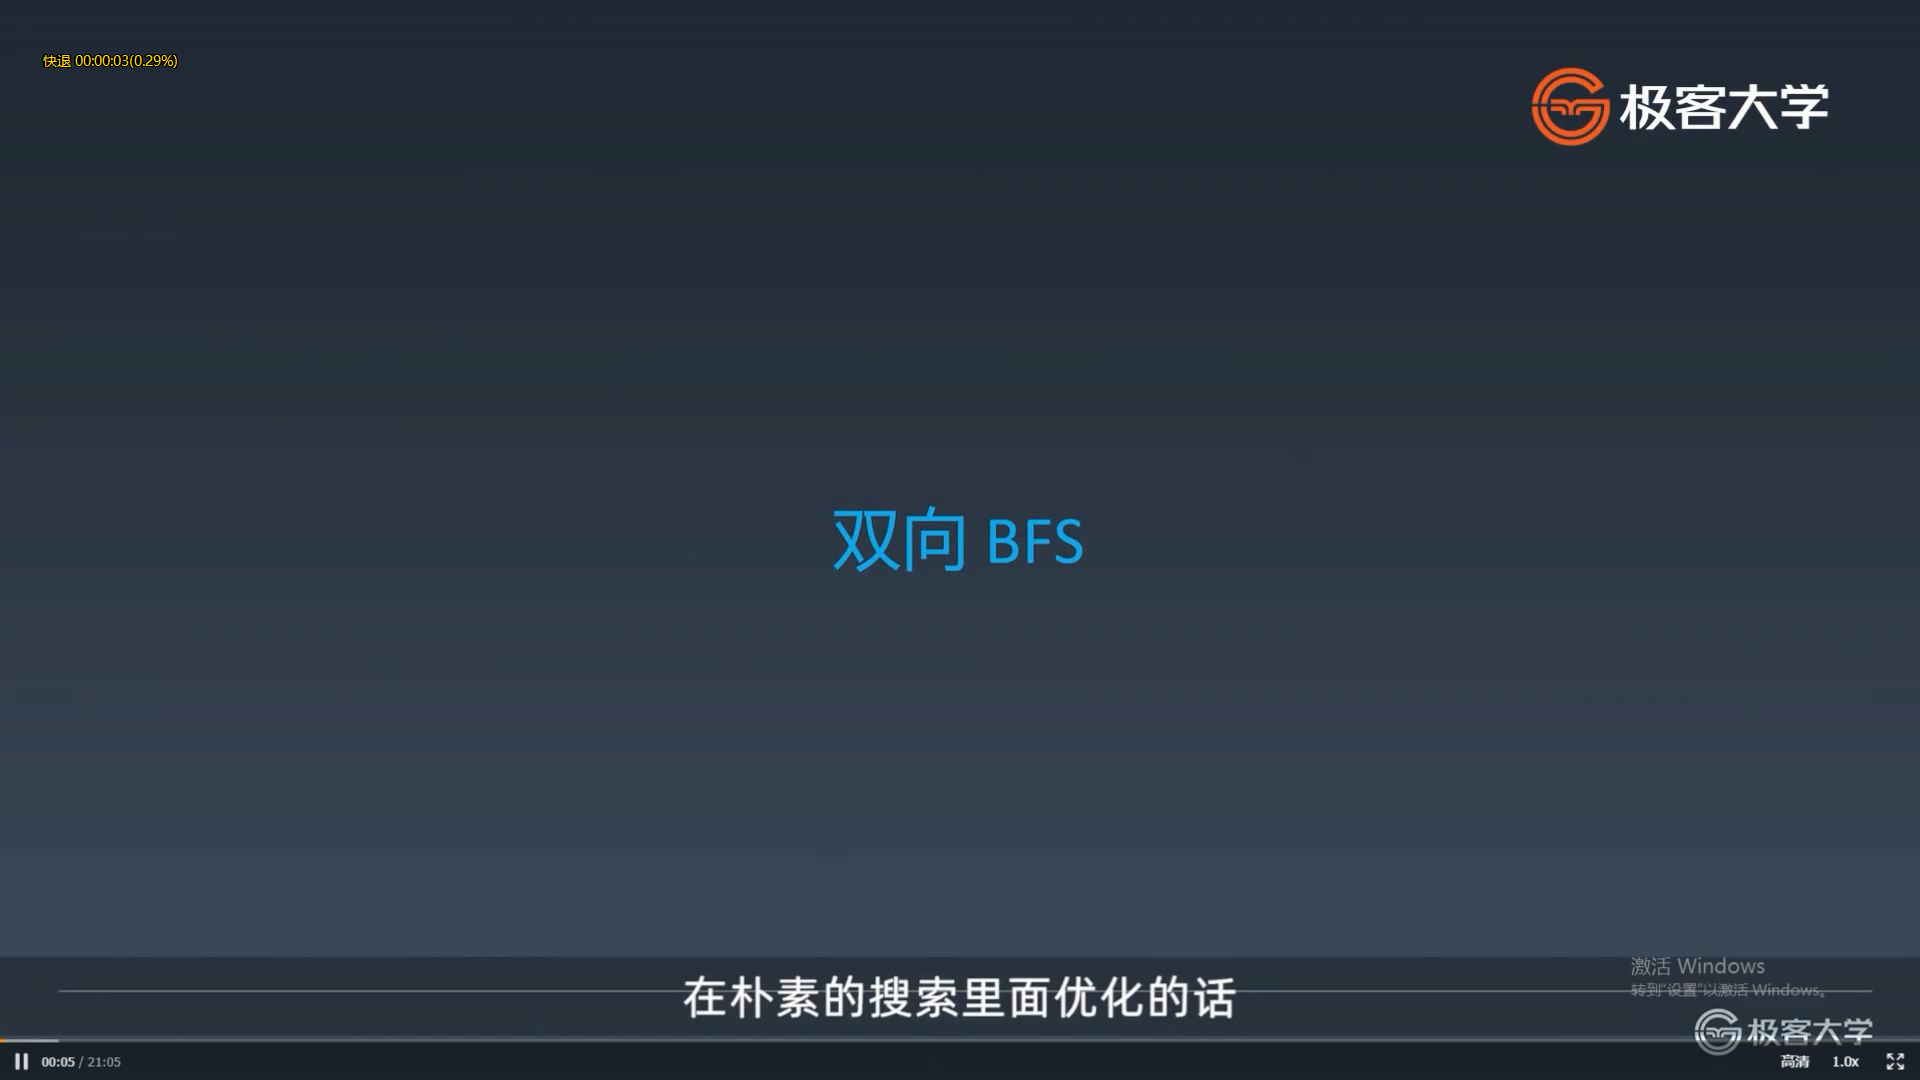 快退 00:00:03(0.29%)
极客大学
双向 BFS
在朴素的搜索里面优化的话
激活 Windows
转到“设置”以激活 Windows。
极客大学
00:05 / 21:05
高清 1.0x